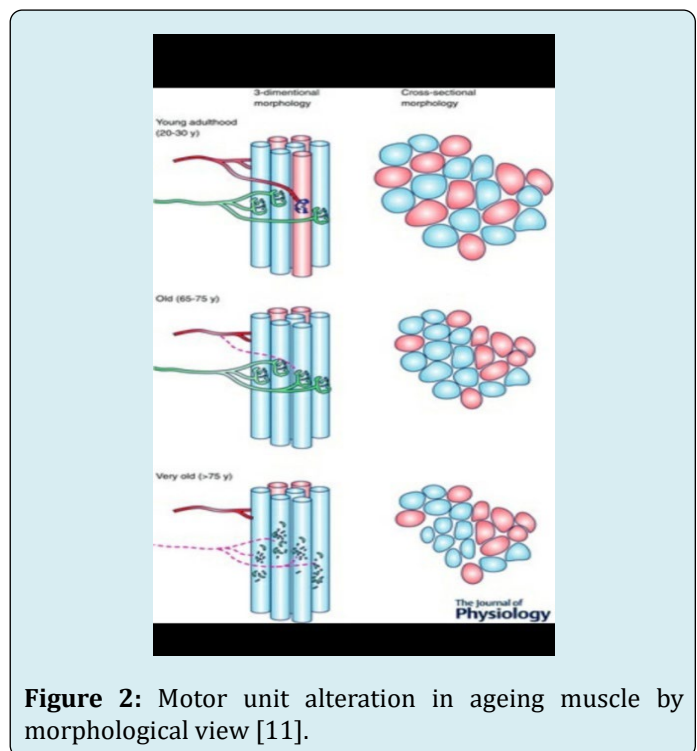 3-dimentional
morphology
Cross-sectional
morphology
Young adulthood
(20-30 y)
Old (65-75 y)
Very old (>75 y)
The Journal of
Physiology
Figure 2: Motor unit alteration in ageing muscle by
morphological view [11].